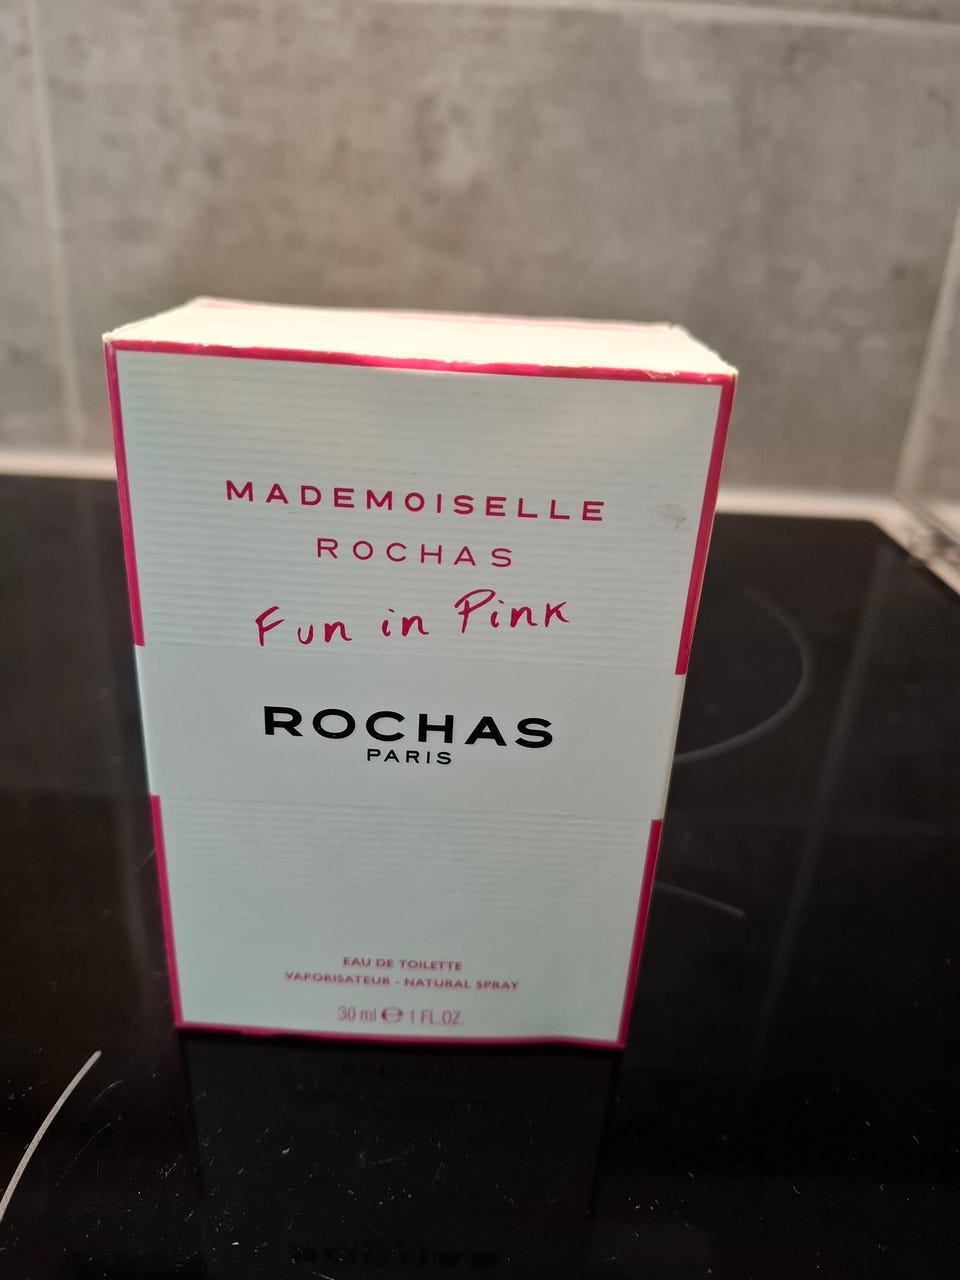 MADEMOISELLE
ROCHAS
Fun in Pink
ROCHAS
PARIS
EAU DE TOILETTE
VAPORISATEUR - NATURAL SPRAY
30 ml ℮ 1 FL.OZ.